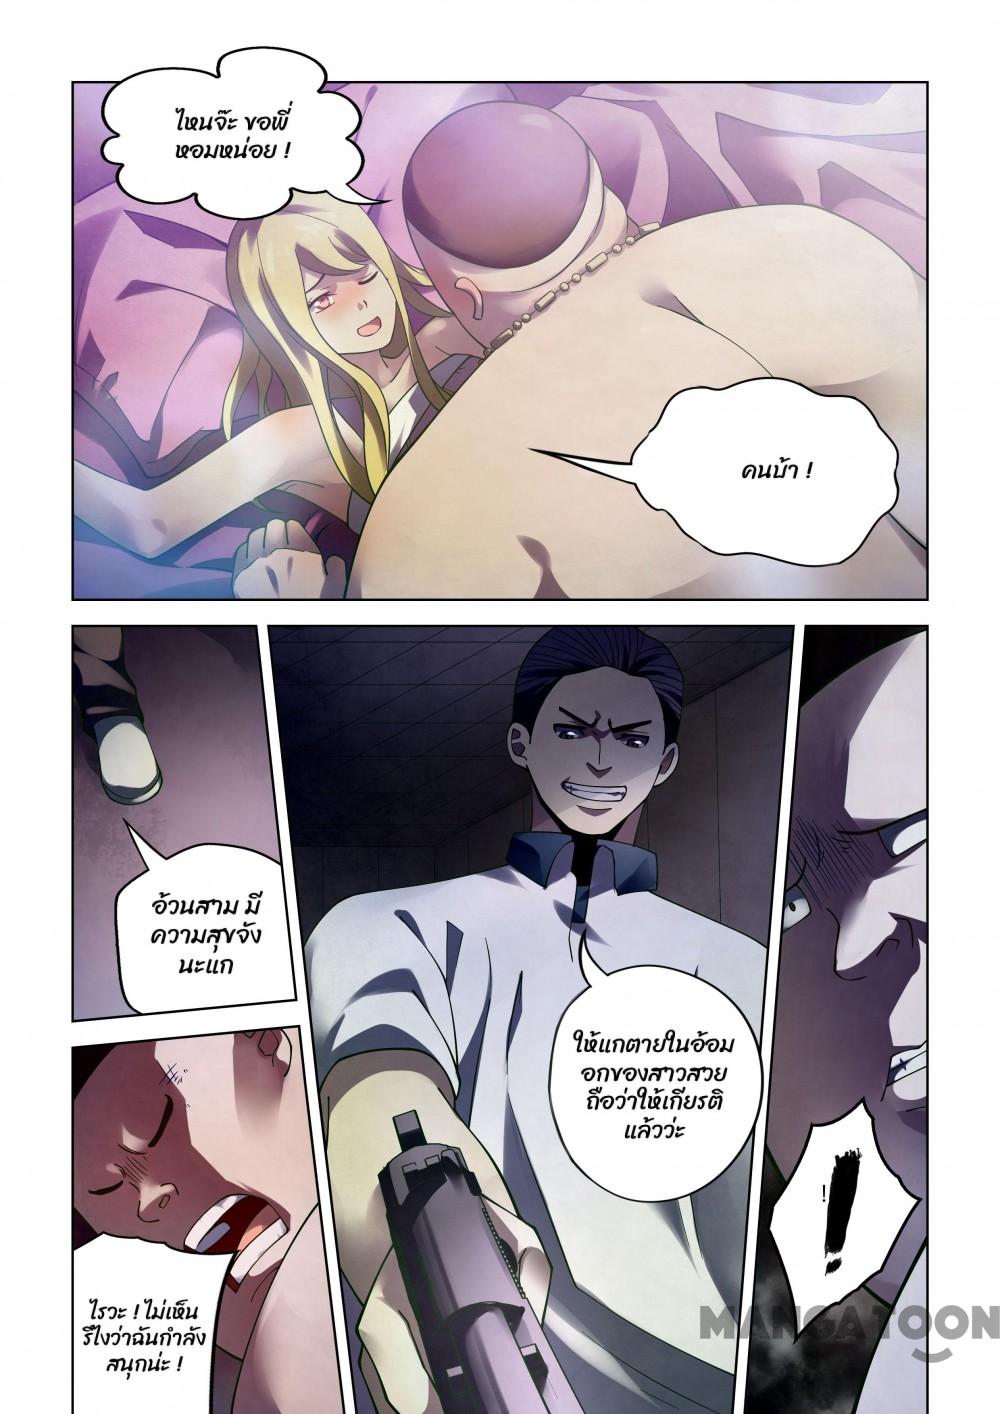 ไหนจ๊ะ ขอพี่
หอมหน่อย !
คนบ้า !
อ้วนสาม มี
ความสุขจัง
นะแก
ให้แกตายในอ้อม
อกของสาวสวย
ถือว่าให้เกียรติ
แล้วว่ะ
!
ไรวะ ! ไม่เห็น
รึไงว่าฉันกำลัง
สนุกน่ะ !
MANGATOON